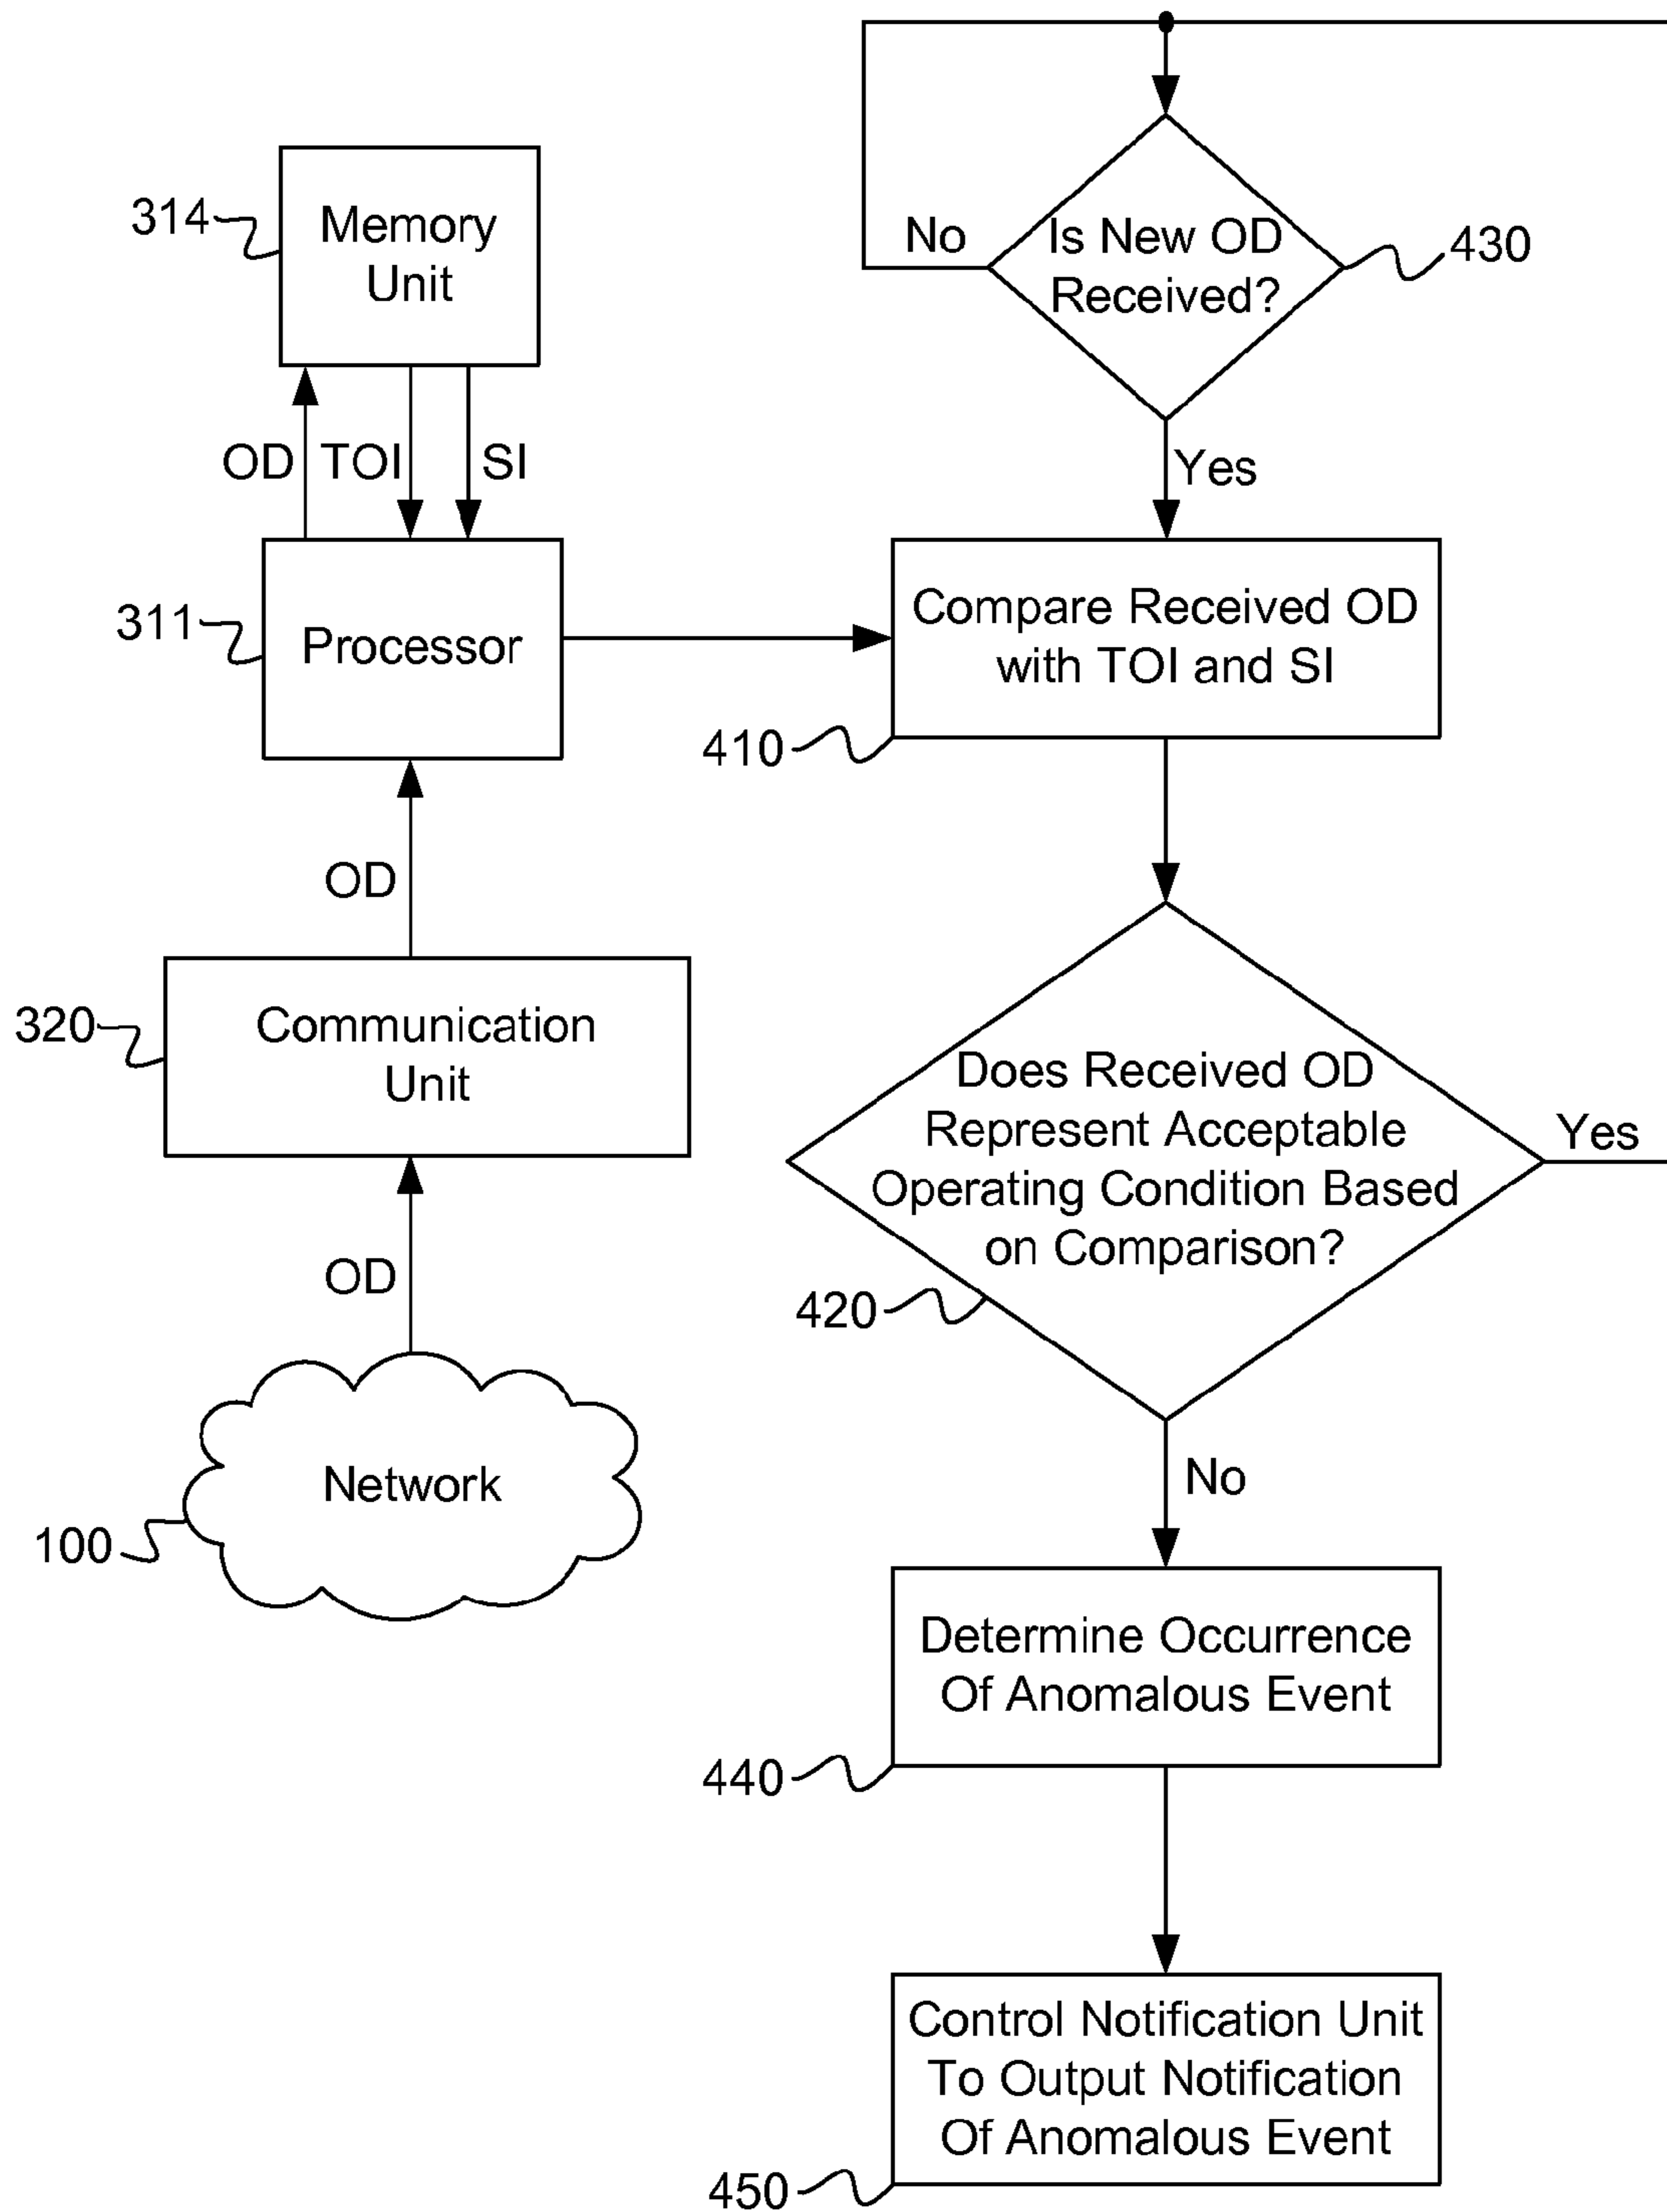 314
Memory
Unit
OD
TOI
SI
311
Processor
OD
320
Communication
Unit
OD
Network
100
No
Is New OD
Received?
430
Yes
Compare Received OD
with TOI and SI
410
Does Received OD
Represent Acceptable
Operating Condition Based
on Comparison?
Yes
420
No
Determine Occurrence
Of Anomalous Event
440
Control Notification Unit
To Output Notification
Of Anomalous Event
450